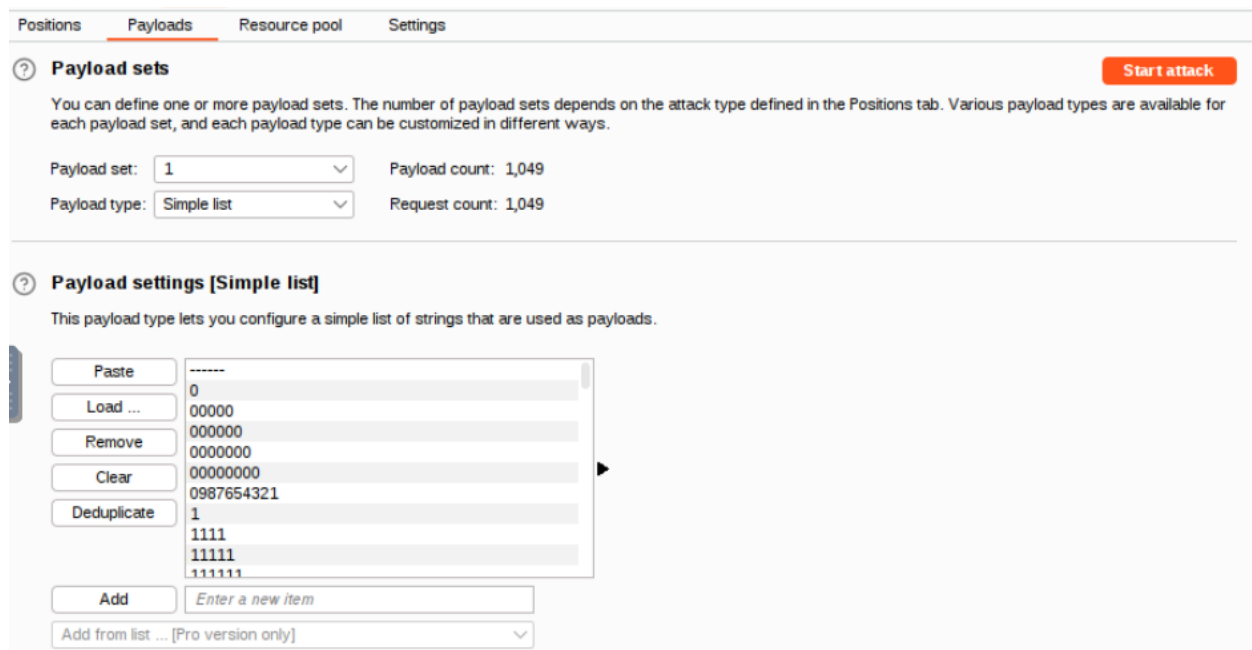 Positions Payloads Resource pool Settings
Payload sets
Start attack
You can define one or more payload sets. The number of payload sets depends on the attack type defined in the Positions tab. Various payload types are available for
each payload set, and each payload type can be customized in different ways.
Payload set: 1 Payload count: 1,049
Payload type: Simple list Request count: 1,049
Payload settings [Simple list]
This payload type lets you configure a simple list of strings that are used as payloads.
Paste
Load ...
Remove
Clear
Deduplicate
------
0
00000
000000
0000000
00000000
0987654321
1
1111
11111
111111
Add Enter a new item
Add from list ... [Pro version only]